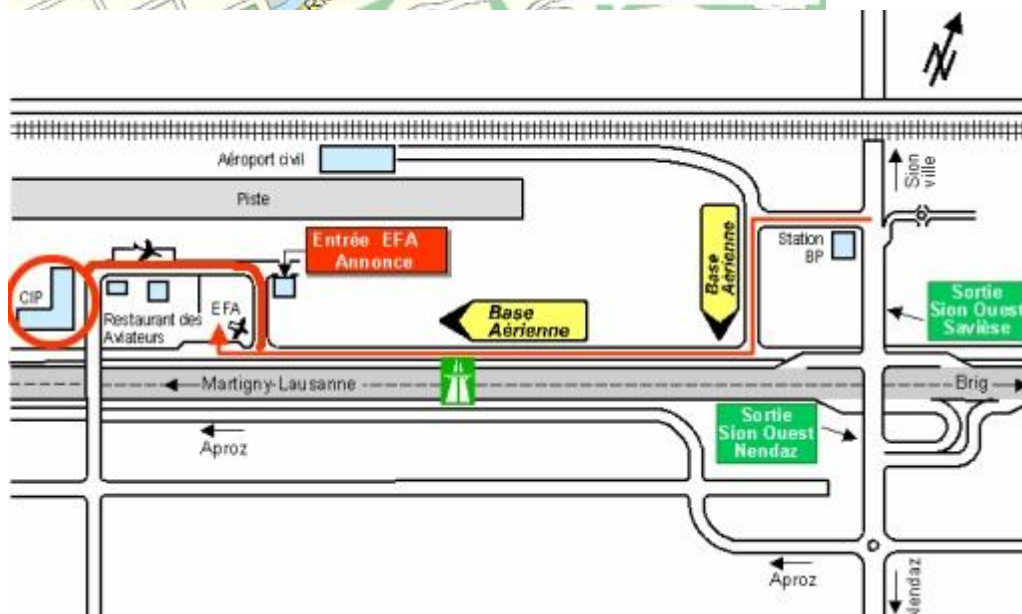 N
Aéroport civil
Piste
Sion
ville
Entrée EFA
Annonce
Base
Aérienne
Station
BP
CIP
Restaurant des
Aviateurs
EFA
Base
Aérienne
Sortie
Sion Ouest
Savièse
Martigny-Lausanne
Brig
Sortie
Sion Ouest
Nendaz
Aproz
Aproz
Nendaz